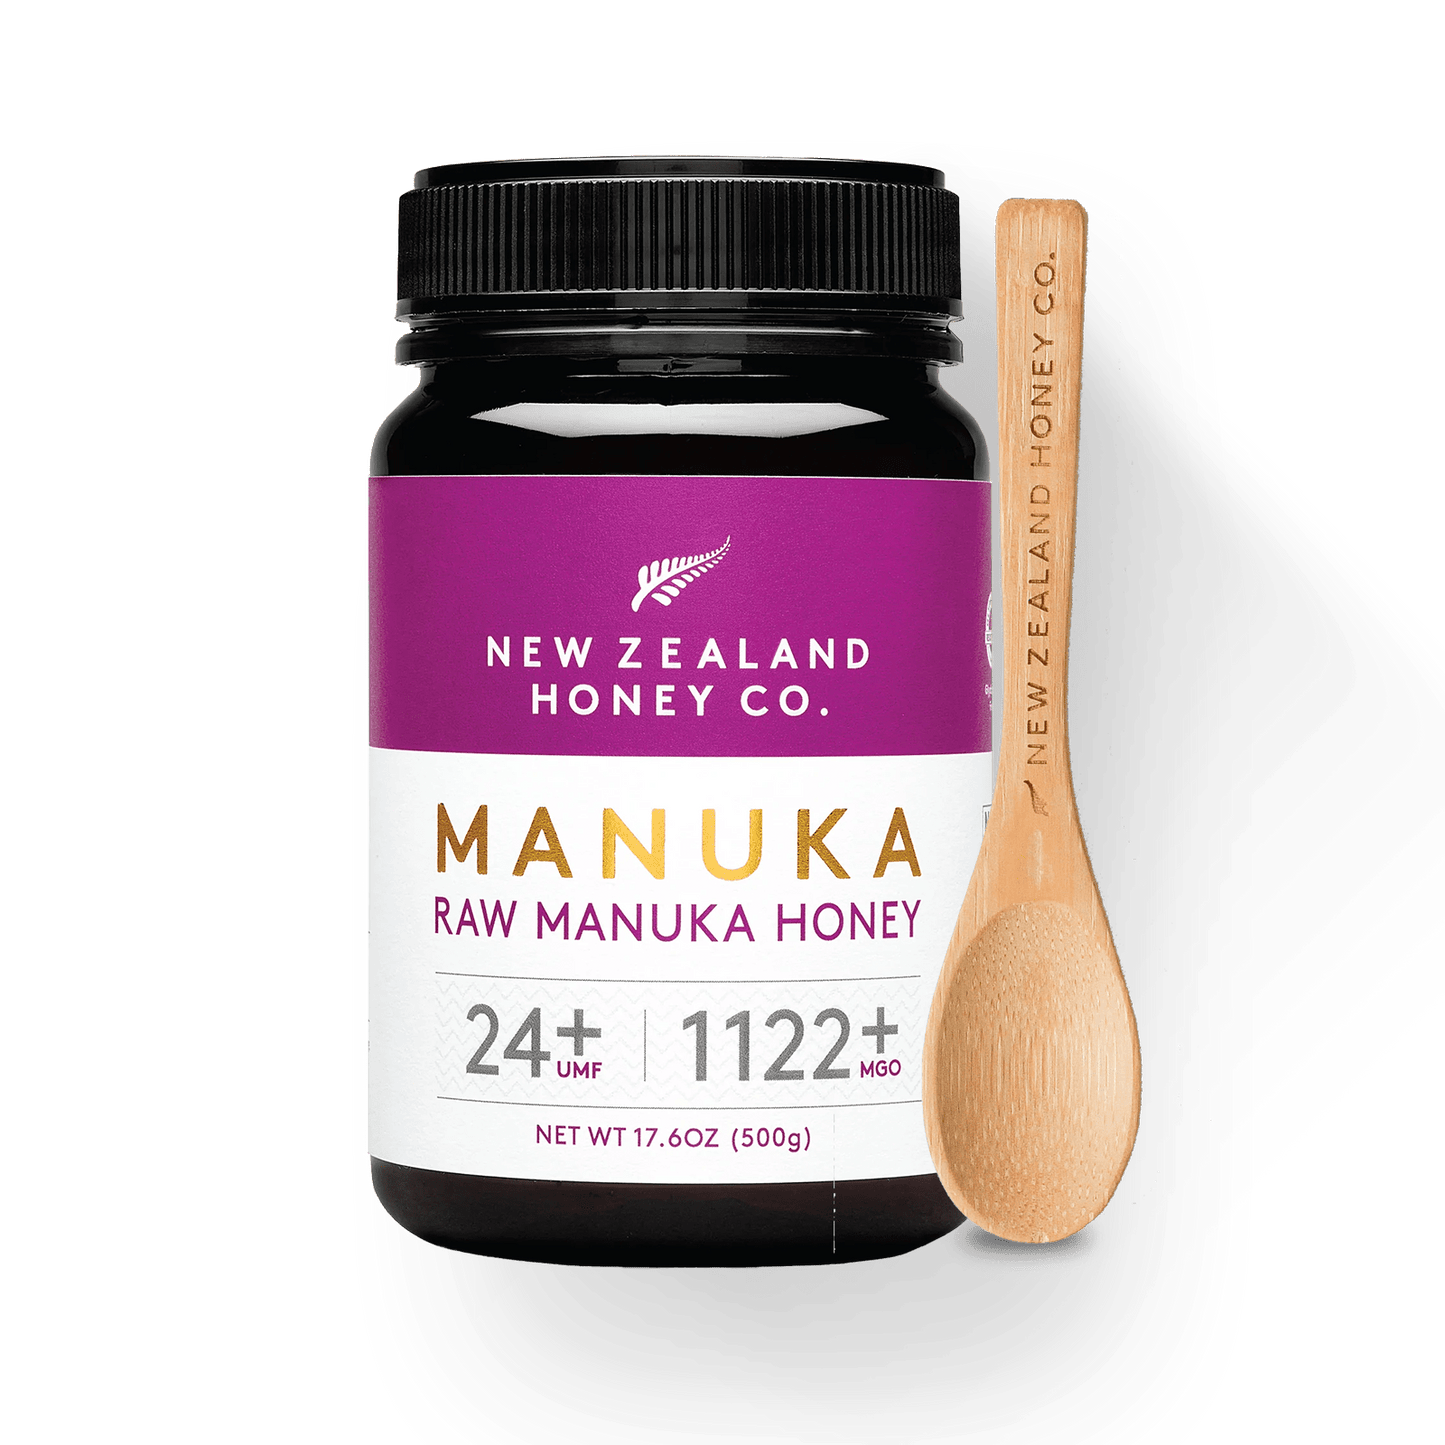 NEW ZEALAND
HONEY CO.
MANUKA
RAW MANUKA HONEY
24+ UMF
1122+ MGO
NET WT 17.6OZ (500g)
NEW ZEALAND HONEY CO.